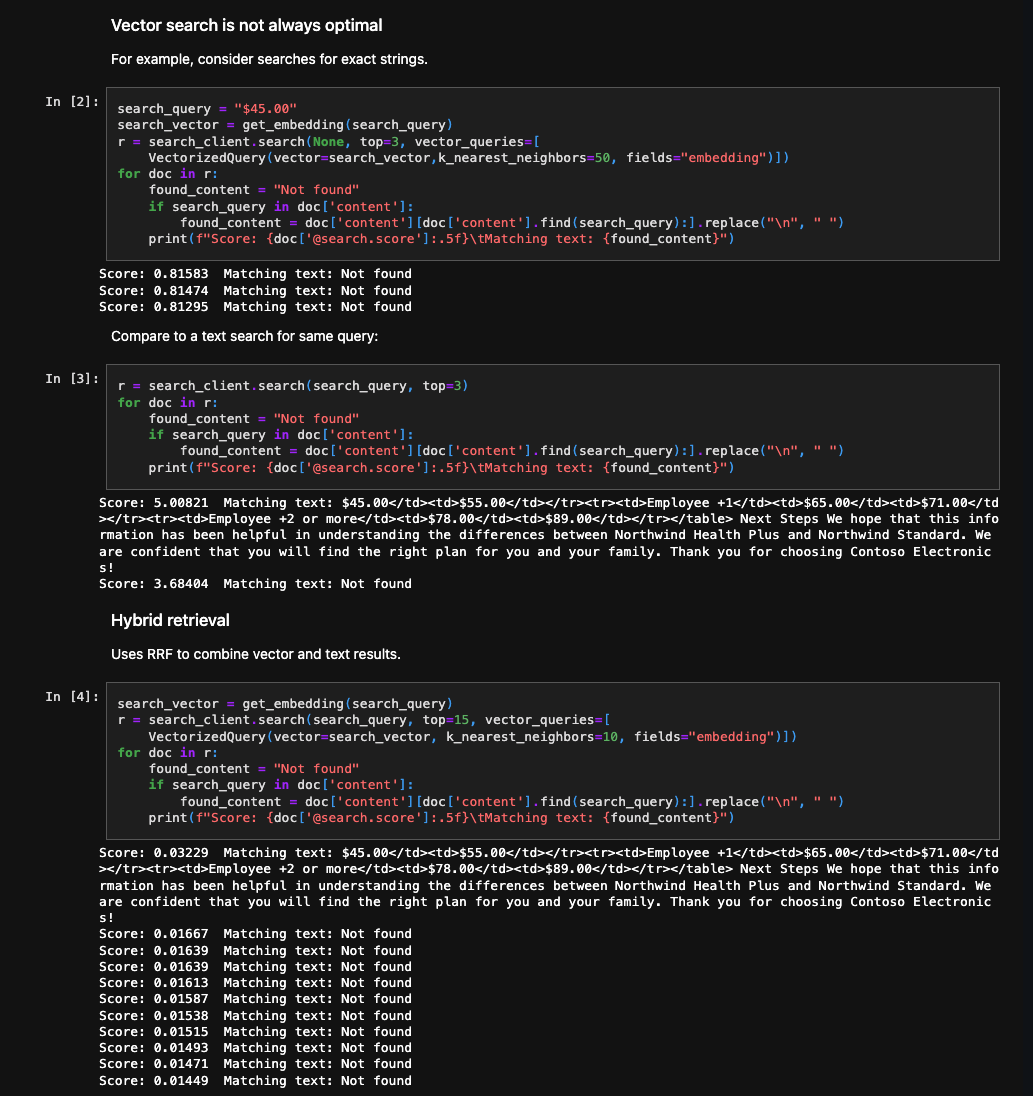 Vector search is not always optimal
For example, consider searches for exact strings.
In [2]:
search_query = "$45.00"
search_vector = get_embedding(search_query)
r = search_client.search(None, top=3, vector_queries=[
    VectorizedQuery(vector=search_vector,k_nearest_neighbors=50, fields="embedding")])
for doc in r:
    found_content = "Not found"
    if search_query in doc['content']:
        found_content = doc['content'][doc['content'].find(search_query):].replace("\n", " ")
    print(f"Score: {doc['@search.score']:.5f}\tMatching text: {found_content}")
Score: 0.81583  Matching text: Not found
Score: 0.81474  Matching text: Not found
Score: 0.81295  Matching text: Not found
Compare to a text search for same query:
In [3]:
r = search_client.search(search_query, top=3)
for doc in r:
    found_content = "Not found"
    if search_query in doc['content']:
        found_content = doc['content'][doc['content'].find(search_query):].replace("\n", " ")
    print(f"Score: {doc['@search.score']:.5f}\tMatching text: {found_content}")
Score: 5.00821  Matching text: $45.00</td><td>$55.00</td></tr><tr><td>Employee +1</td><td>$65.00</td><td>$71.00</td
></tr><tr><td>Employee +2 or more</td><td>$78.00</td><td>$89.00</td></tr></table> Next Steps We hope that this info
rmation has been helpful in understanding the differences between Northwind Health Plus and Northwind Standard. We
are confident that you will find the right plan for you and your family. Thank you for choosing Contoso Electronic
s!
Score: 3.68404  Matching text: Not found
Hybrid retrieval
Uses RRF to combine vector and text results.
In [4]:
search_vector = get_embedding(search_query)
r = search_client.search(search_query, top=15, vector_queries=[
    VectorizedQuery(vector=search_vector, k_nearest_neighbors=10, fields="embedding")])
for doc in r:
    found_content = "Not found"
    if search_query in doc['content']:
        found_content = doc['content'][doc['content'].find(search_query):].replace("\n", " ")
    print(f"Score: {doc['@search.score']:.5f}\tMatching text: {found_content}")
Score: 0.03229  Matching text: $45.00</td><td>$55.00</td></tr><tr><td>Employee +1</td><td>$65.00</td><td>$71.00</td
></tr><tr><td>Employee +2 or more</td><td>$78.00</td><td>$89.00</td></tr></table> Next Steps We hope that this info
rmation has been helpful in understanding the differences between Northwind Health Plus and Northwind Standard. We
are confident that you will find the right plan for you and your family. Thank you for choosing Contoso Electronic
s!
Score: 0.01667  Matching text: Not found
Score: 0.01639  Matching text: Not found
Score: 0.01639  Matching text: Not found
Score: 0.01613  Matching text: Not found
Score: 0.01587  Matching text: Not found
Score: 0.01538  Matching text: Not found
Score: 0.01515  Matching text: Not found
Score: 0.01493  Matching text: Not found
Score: 0.01471  Matching text: Not found
Score: 0.01449  Matching text: Not found